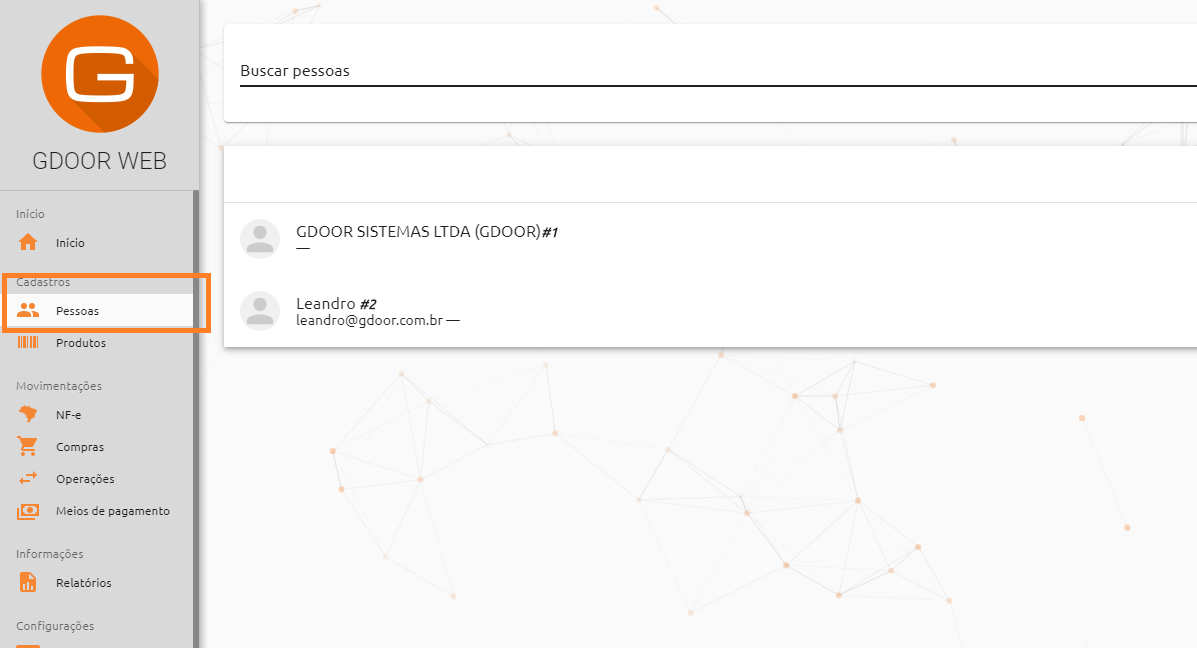 G
GDOOR WEB
Início
Início
Cadastros
Pessoas
Produtos
Movimentações
NF-e
Compras
Operações
Meios de pagamento
Informações
Relatórios
Configurações
Buscar pessoas
GDOOR SISTEMAS LTDA (GDOOR)#1
—
Leandro #2
leandro@gdoor.com.br —